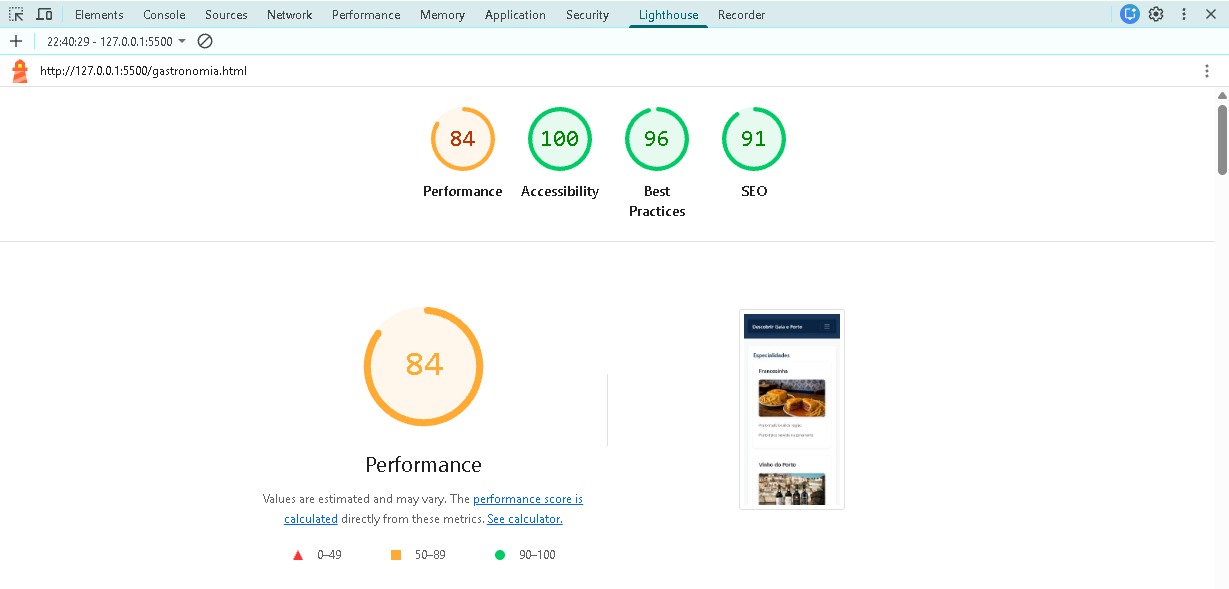 Elements Console Sources Network Performance Memory Application Security Lighthouse Recorder
22:40:29 - 127.0.0.1:5500
http://127.0.0.1:5500/gastronomia.html
84 100 96 91
Performance Accessibility Best Practices SEO
84
Performance
Values are estimated and may vary. The performance score is
calculated directly from these metrics. See calculator.
0–49 50–89 90–100
Descobrir Gaia e Porto
Especialidades
Francesinha
Vinho do Porto